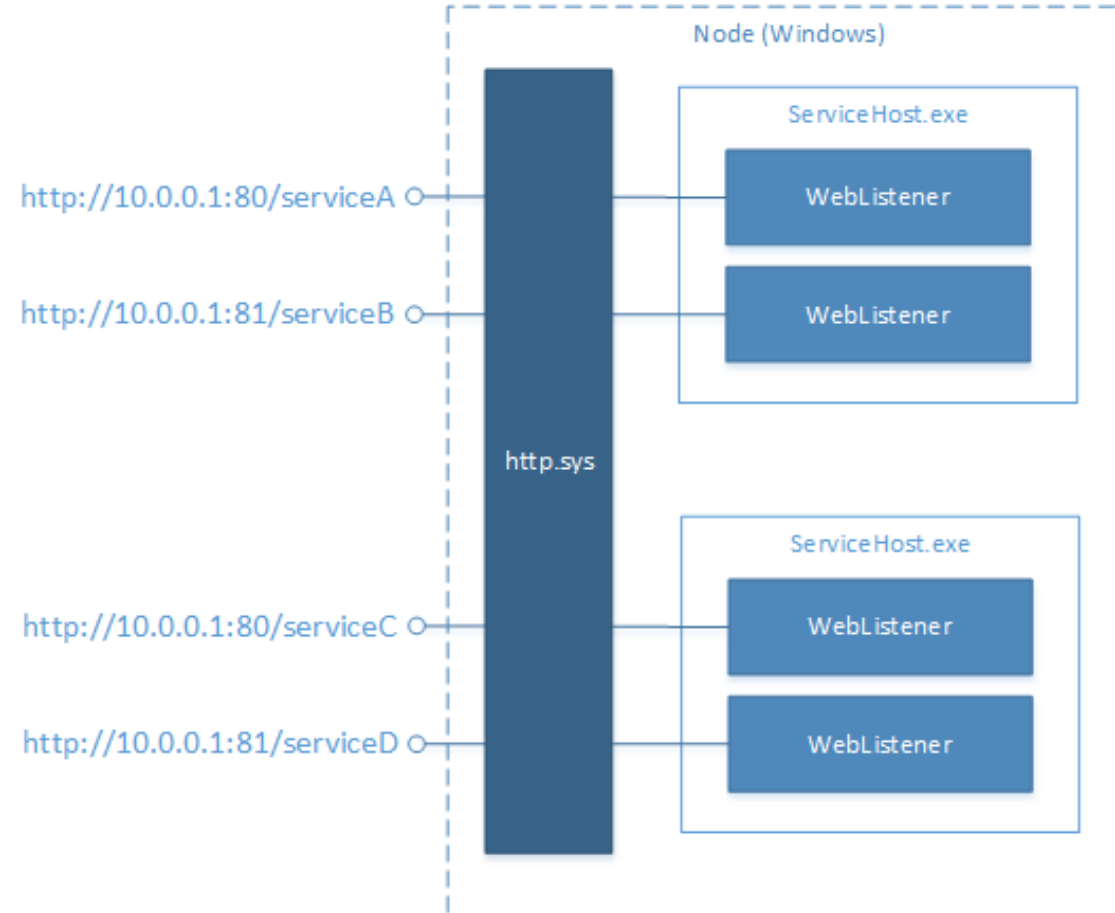 Node (Windows)
ServiceHost.exe
http://10.0.0.1:80/serviceA
WebListener
http://10.0.0.1:81/serviceB
WebListener
http.sys
ServiceHost.exe
http://10.0.0.1:80/serviceC
WebListener
http://10.0.0.1:81/serviceD
WebListener